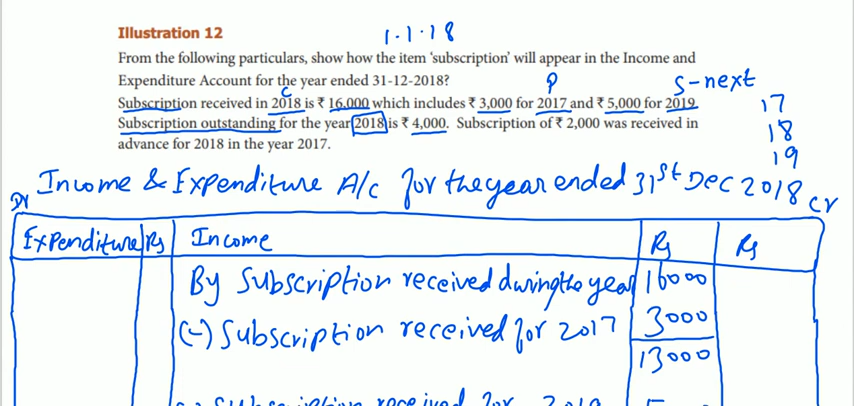 Illustration 12
1.1.18
From the following particulars, show how the item 'subscription' will appear in the Income and
Expenditure Account for the year ended 31-12-2018?
C
P
S-next
Subscription received in 2018 is ₹ 16,000 which includes ₹ 3,000 for 2017 and ₹ 5,000 for 2019.
17
Subscription outstanding for the year 2018 is ₹ 4,000. Subscription of ₹ 2,000 was received in
18
advance for 2018 in the year 2017.
19
Income & Expenditure A/c for the year ended 31st Dec 2018
Dr
Cr
Expenditure Rs Income Rs Rs
By Subscription received during the year 16000
(-) Subscription received for 2017 3000
13000
Subscription received for 2019